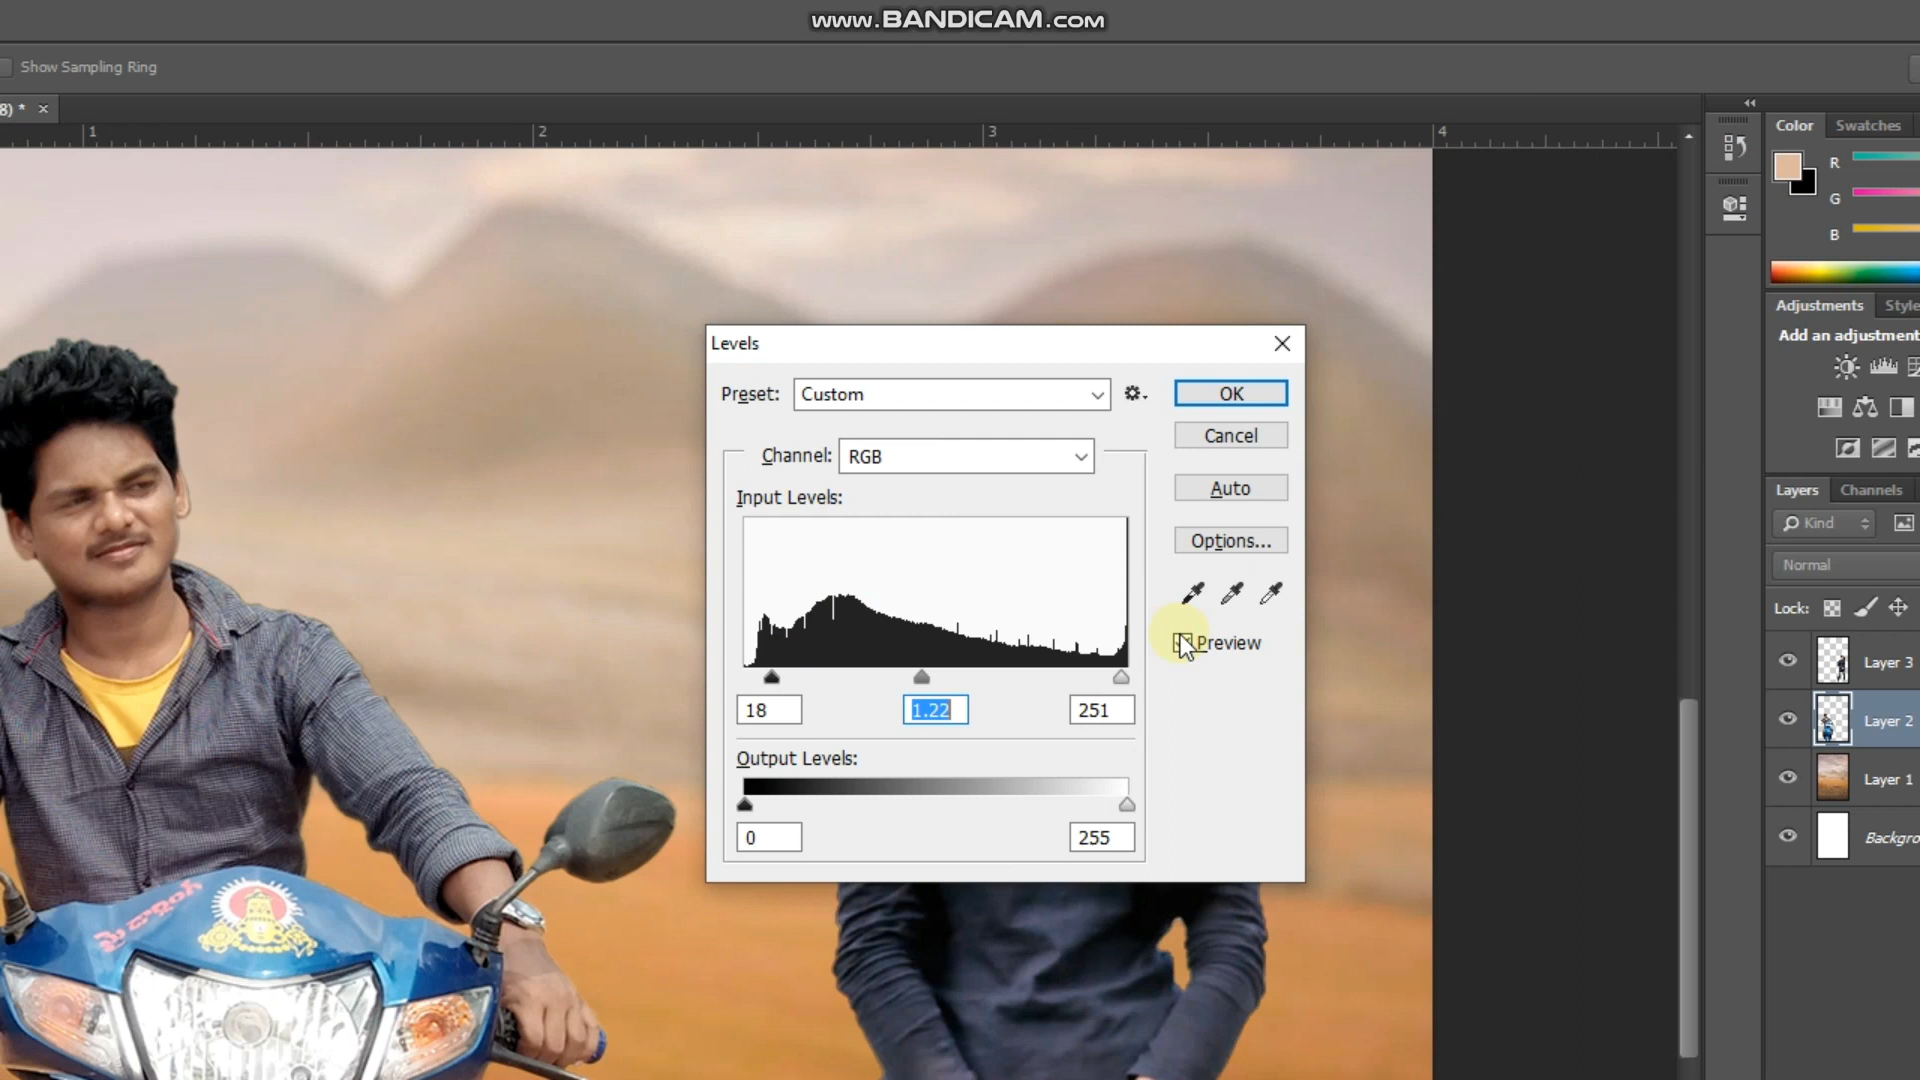 www.BANDICAM.com
Show Sampling Ring
8) * ×
1 2 3 4
Color Swatches
R
G
B
Adjustments Style
Add an adjustment
Levels
Preset: Custom
OK
Cancel
Channel: RGB
Auto
Input Levels:
Options...
Preview
18 1.22 251
Output Levels:
0 255
Layers Channels
Kind
Normal
Lock:
Layer 3
Layer 2
Layer 1
Backgro